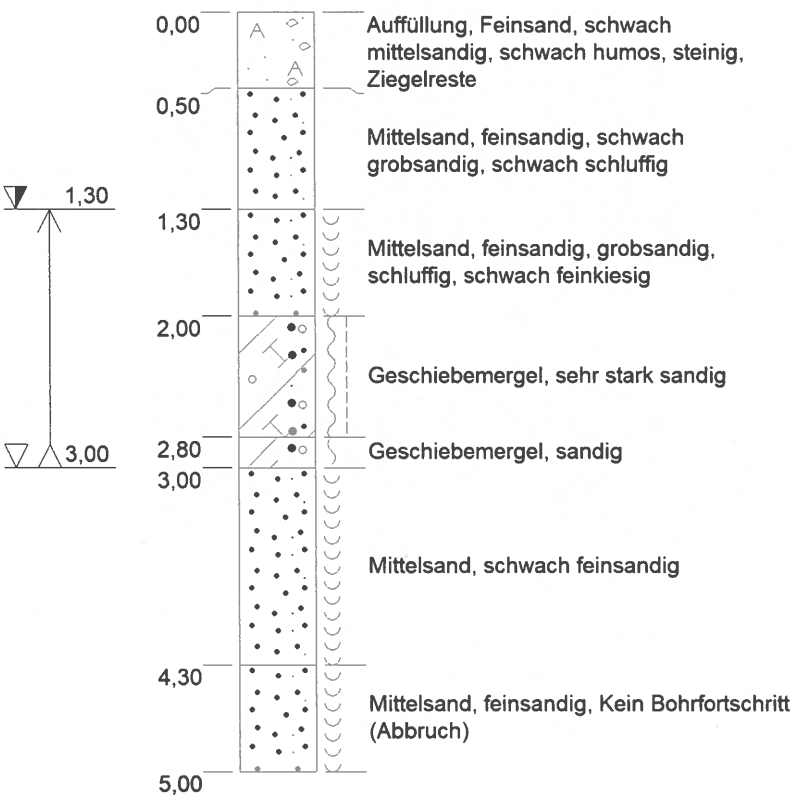 0,00
Auffüllung, Feinsand, schwach
mittelsandig, schwach humos, steinig,
Ziegelreste
A
A
0,50
Mittelsand, feinsandig, schwach
grobsandig, schwach schluffig
1,30
1,30
Mittelsand, feinsandig, grobsandig,
schluffig, schwach feinkiesig
2,00
Geschiebemergel, sehr stark sandig
2,80
Geschiebemergel, sandig
3,00
3,00
Mittelsand, schwach feinsandig
4,30
Mittelsand, feinsandig, Kein Bohrfortschritt
(Abbruch)
5,00